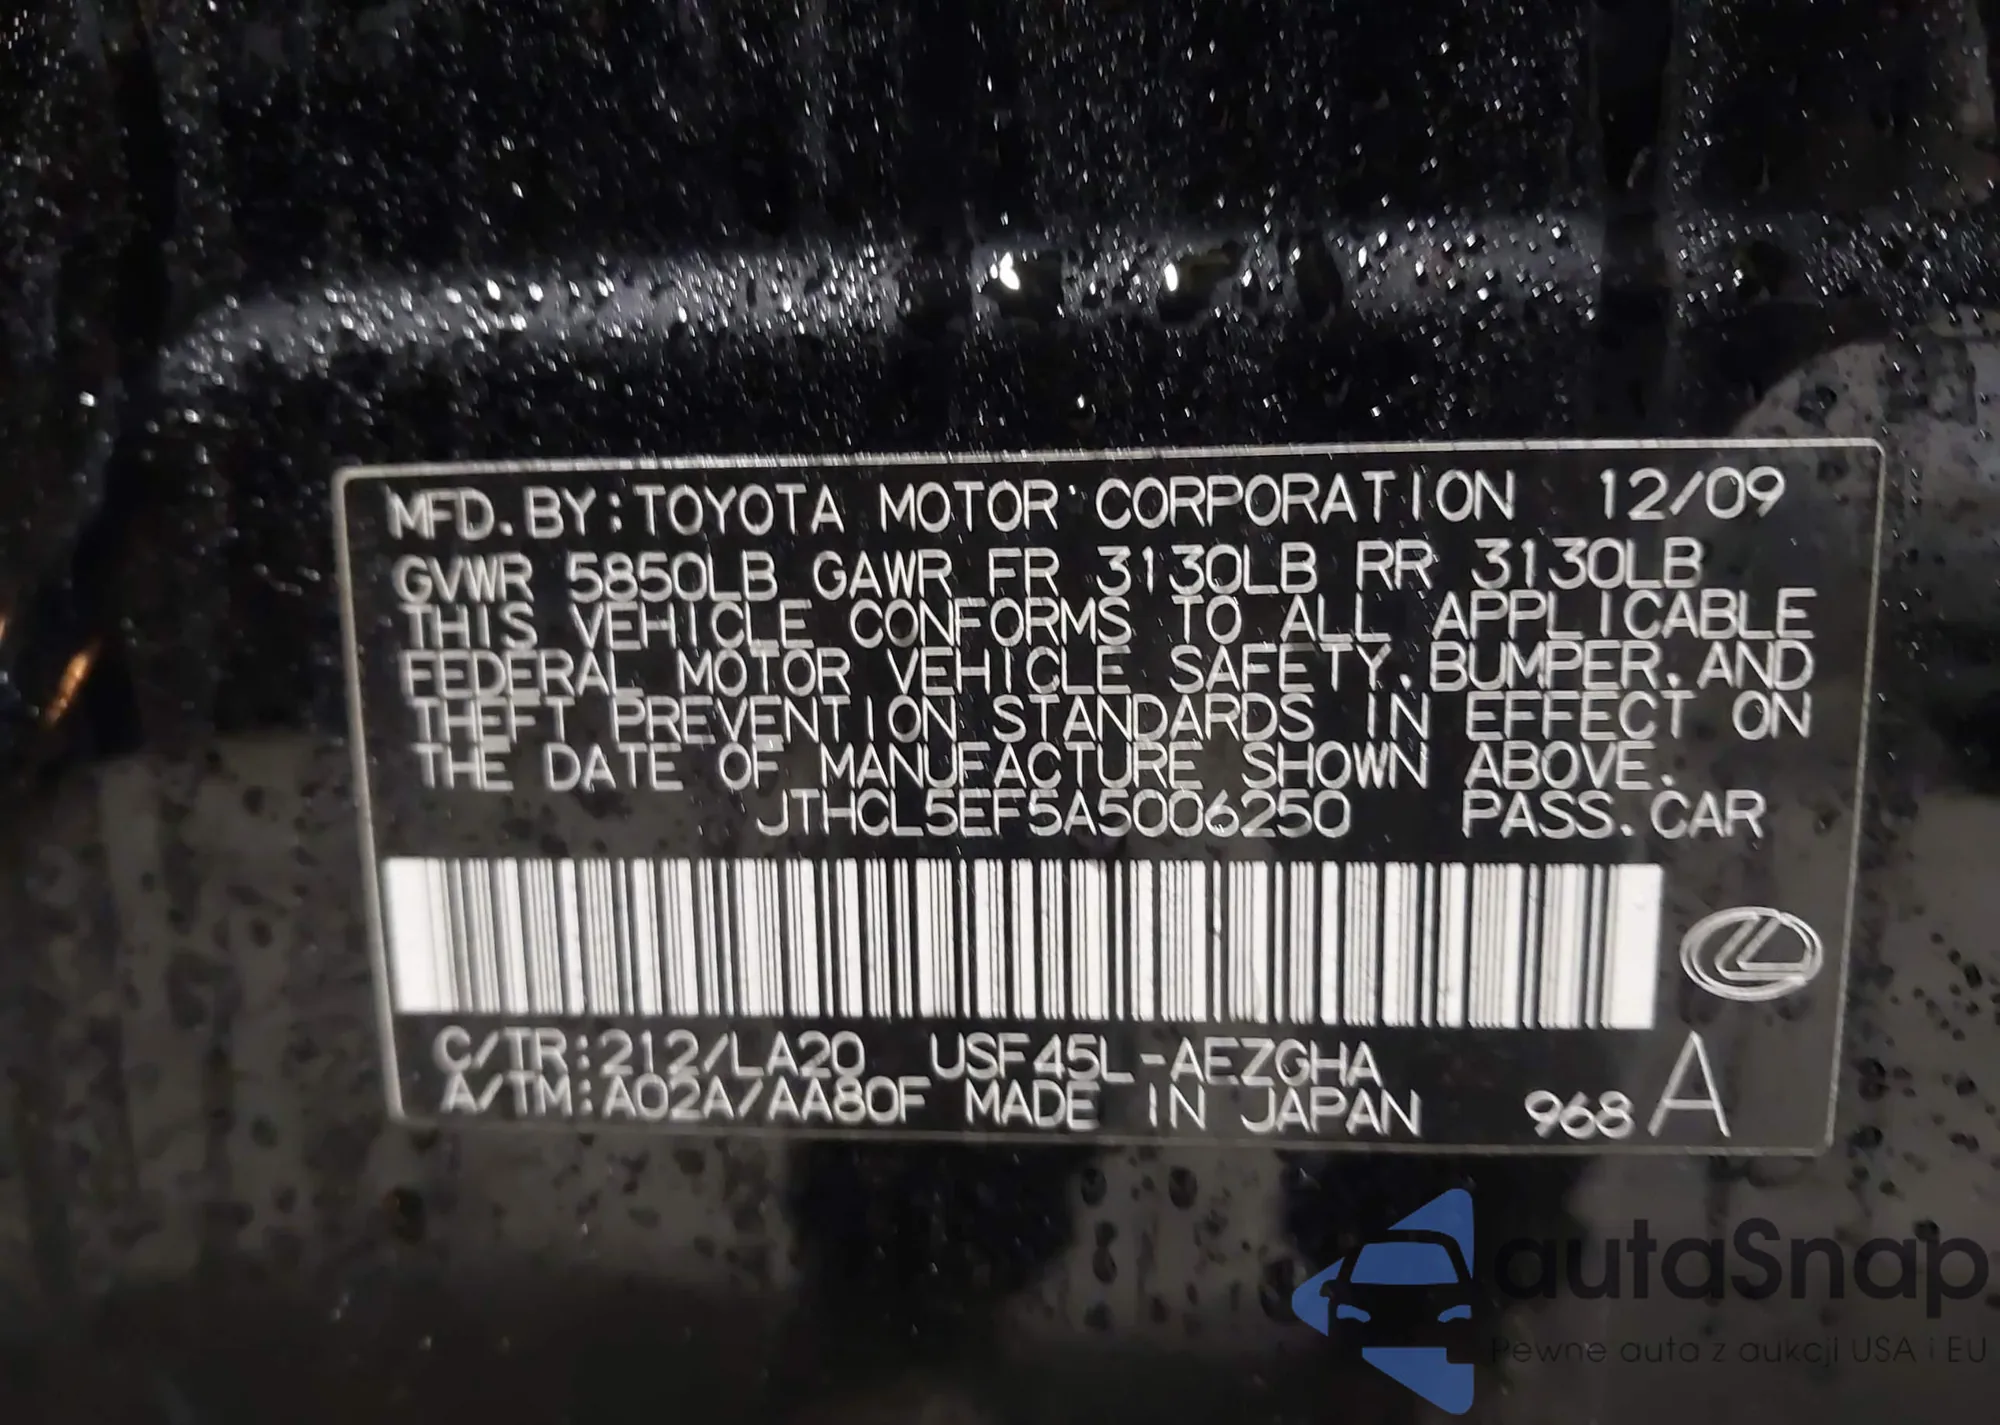 MFD. BY: TOYOTA MOTOR CORPORATION 12/09
GVWR 5850LB GAWR FR 3130LB RR 3130LB
THIS VEHICLE CONFORMS TO ALL APPLICABLE
FEDERAL MOTOR VEHICLE SAFETY, BUMPER, AND
THEFT PREVENTION STANDARDS IN EFFECT ON
THE DATE OF MANUFACTURE SHOWN ABOVE.
JTHCL5EF5A5006250 PASS. CAR
C/TR: 212/LA20 USF45L-AEZGHA
A/TM: A02A/AA80F MADE IN JAPAN 968 A
autaSnap
Pewne auta z aukcji USA i EU